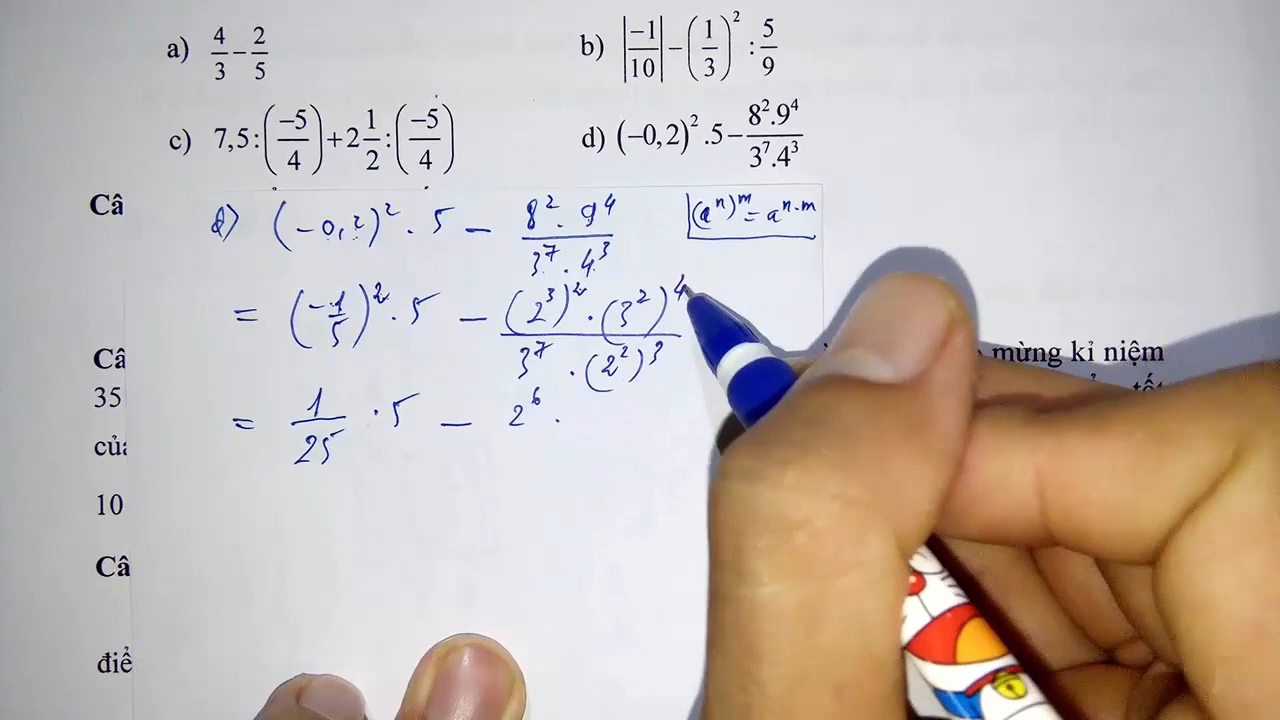 a) 4/3 − 2/5
b) |−1/10| − (1/3)² : 5/9
c) 7,5 : (−5/4) + 2 1/2 : (−5/4)
d) (−0,2)².5 − 8².9⁴/3⁷.4³
Câ
d) (−0,2)² . 5 − 8² . 9⁴/3⁷ . 4³
(aⁿ)ᵐ = aⁿ·ᵐ
= (−1/5)² . 5 − (2³)² . (3²)⁴/3⁷ . (2²)³
Câ
mừng kỉ niệm
35
tốt
= 1/25 . 5 − 2⁶ .
của
10
Câ
điể